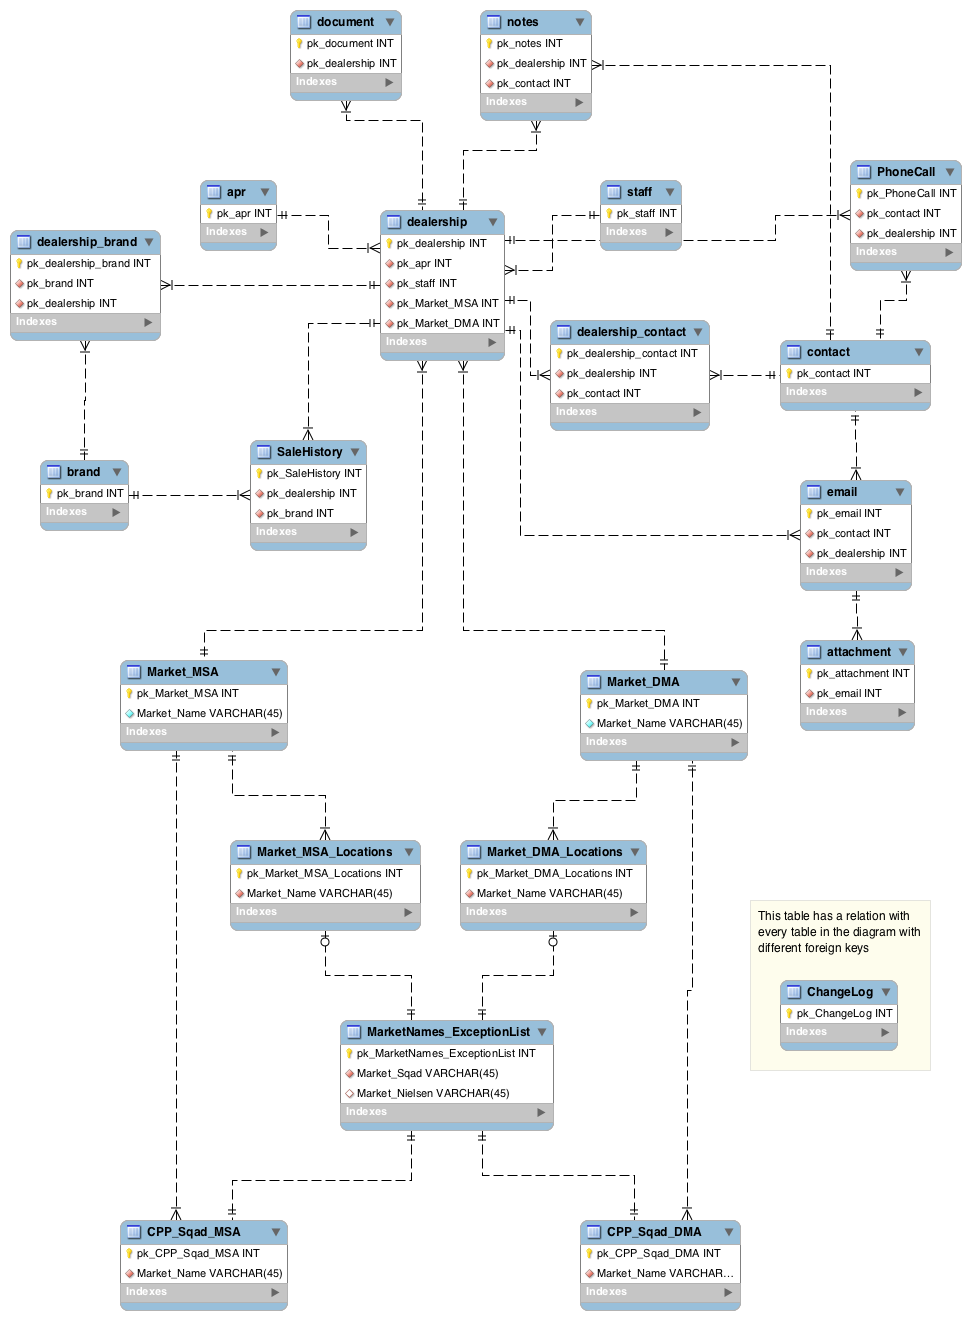 document
pk_document INT
pk_dealership INT
Indexes
notes
pk_notes INT
pk_dealership INT
pk_contact INT
Indexes
apr
pk_apr INT
Indexes
staff
pk_staff INT
Indexes
PhoneCall
pk_PhoneCall INT
pk_contact INT
pk_dealership INT
Indexes
dealership
pk_dealership INT
pk_apr INT
pk_staff INT
pk_Market_MSA INT
pk_Market_DMA INT
Indexes
dealership_brand
pk_dealership_brand INT
pk_brand INT
pk_dealership INT
Indexes
dealership_contact
pk_dealership_contact INT
pk_dealership INT
pk_contact INT
Indexes
contact
pk_contact INT
Indexes
brand
pk_brand INT
Indexes
SaleHistory
pk_SaleHistory INT
pk_dealership INT
pk_brand INT
Indexes
email
pk_email INT
pk_contact INT
pk_dealership INT
Indexes
attachment
pk_attachment INT
pk_email INT
Indexes
Market_MSA
pk_Market_MSA INT
Market_Name VARCHAR(45)
Indexes
Market_DMA
pk_Market_DMA INT
Market_Name VARCHAR(45)
Indexes
Market_MSA_Locations
pk_Market_MSA_Locations INT
Market_Name VARCHAR(45)
Indexes
Market_DMA_Locations
pk_Market_DMA_Locations INT
Market_Name VARCHAR(45)
Indexes
This table has a relation with
every table in the diagram with
different foreign keys
ChangeLog
pk_ChangeLog INT
Indexes
MarketNames_ExceptionList
pk_MarketNames_ExceptionList INT
Market_Sqad VARCHAR(45)
Market_Nielsen VARCHAR(45)
Indexes
CPP_Sqad_MSA
pk_CPP_Sqad_MSA INT
Market_Name VARCHAR(45)
Indexes
CPP_Sqad_DMA
pk_CPP_Sqad_DMA INT
Market_Name VARCHAR...
Indexes